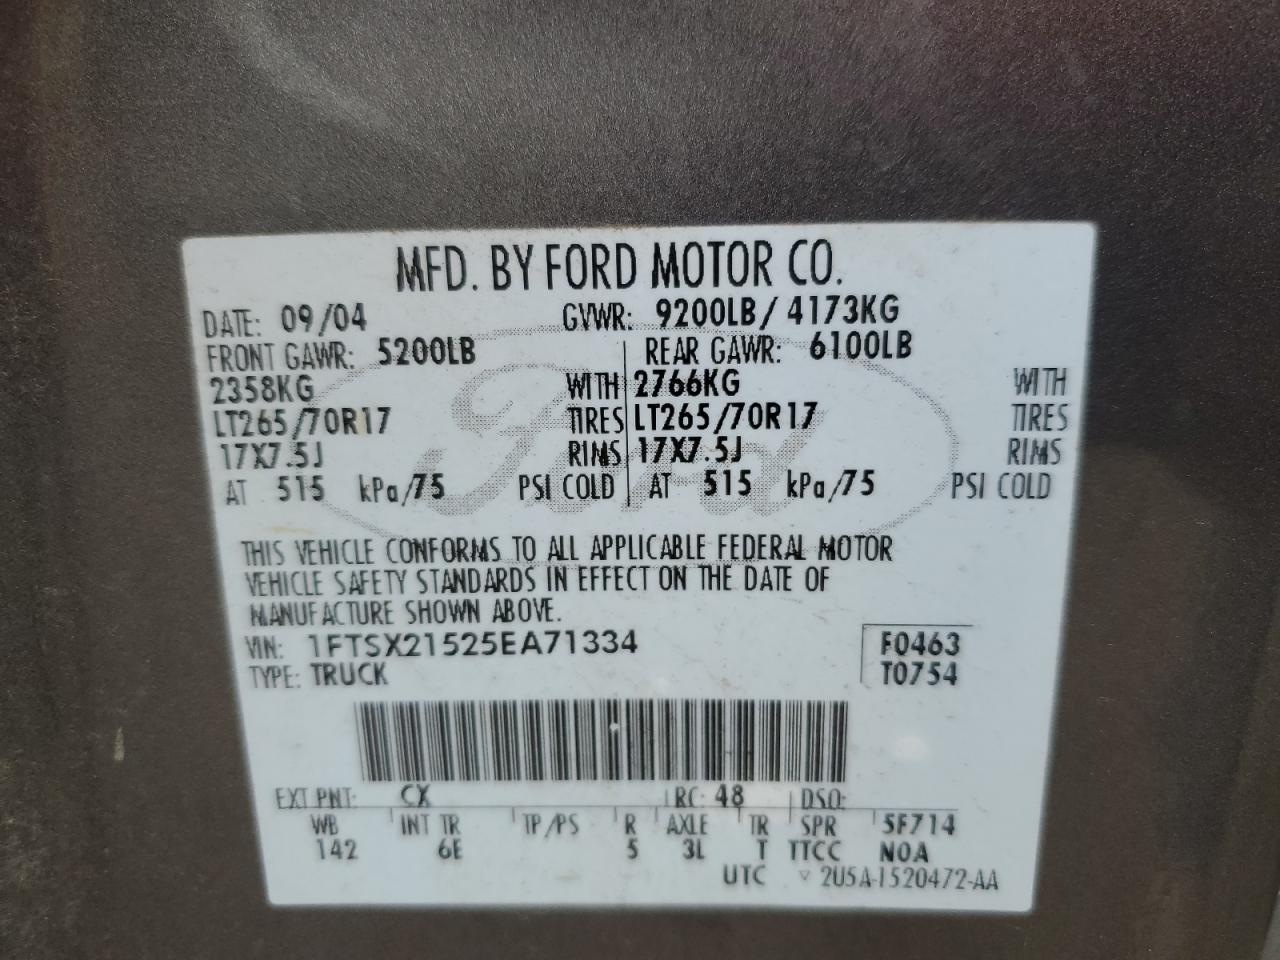 MFD. BY FORD MOTOR CO.
DATE: 09/04 GVWR: 9200LB/ 4173KG
FRONT GAWR: 5200LB REAR GAWR: 6100LB
2358KG WITH 2766KG WITH
LT265/70R17 TIRES LT265/70R17 TIRES
17X7.5J RIMS 17X7.5J RIMS
AT 515 kPa/75 PSI COLD AT 515 kPa/75 PSI COLD
Ford
THIS VEHICLE CONFORMS TO ALL APPLICABLE FEDERAL MOTOR
VEHICLE SAFETY STANDARDS IN EFFECT ON THE DATE OF
MANUFACTURE SHOWN ABOVE.
VIN: 1FTSX21525EA71334 F0463
TYPE: TRUCK T0754
EXT PNT: CX RC: 48 DSO:
WB INT TR TP/PS R AXLE TR SPR 5F714
142 6E 5 3L T TTCC N0A
UTC ▽ 2U5A-1520472-AA